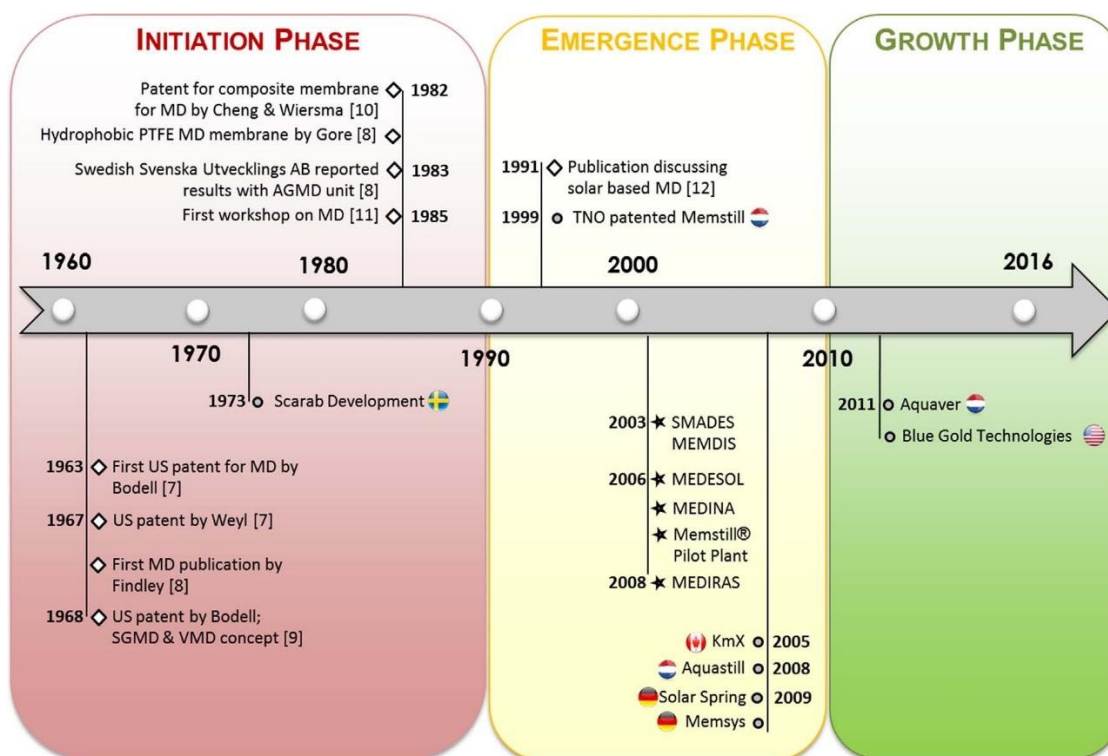 INITIATION PHASE
EMERGENCE PHASE
GROWTH PHASE
Patent for composite membrane
for MD by Cheng & Wiersma [10]
1982
Hydrophobic PTFE MD membrane by Gore [8]
Swedish Svenska Utvecklings AB reported
results with AGMD unit [8]
1983
First workshop on MD [11]
1985
1991
Publication discussing
solar based MD [12]
1999
TNO patented Memstill
1960
1980
2000
2016
1970
1990
2010
1973
Scarab Development
1963
First US patent for MD by
Bodell [7]
1967
US patent by Weyl [7]
First MD publication by
Findley [8]
1968
US patent by Bodell;
SGMD & VMD concept [9]
2003
SMADES
MEMDIS
2006
MEDESOL
MEDINA
Memstill®
Pilot Plant
2008
MEDIRAS
KmX
2005
Aquastill
2008
Solar Spring
2009
Memsys
2011
Aquaver
Blue Gold Technologies